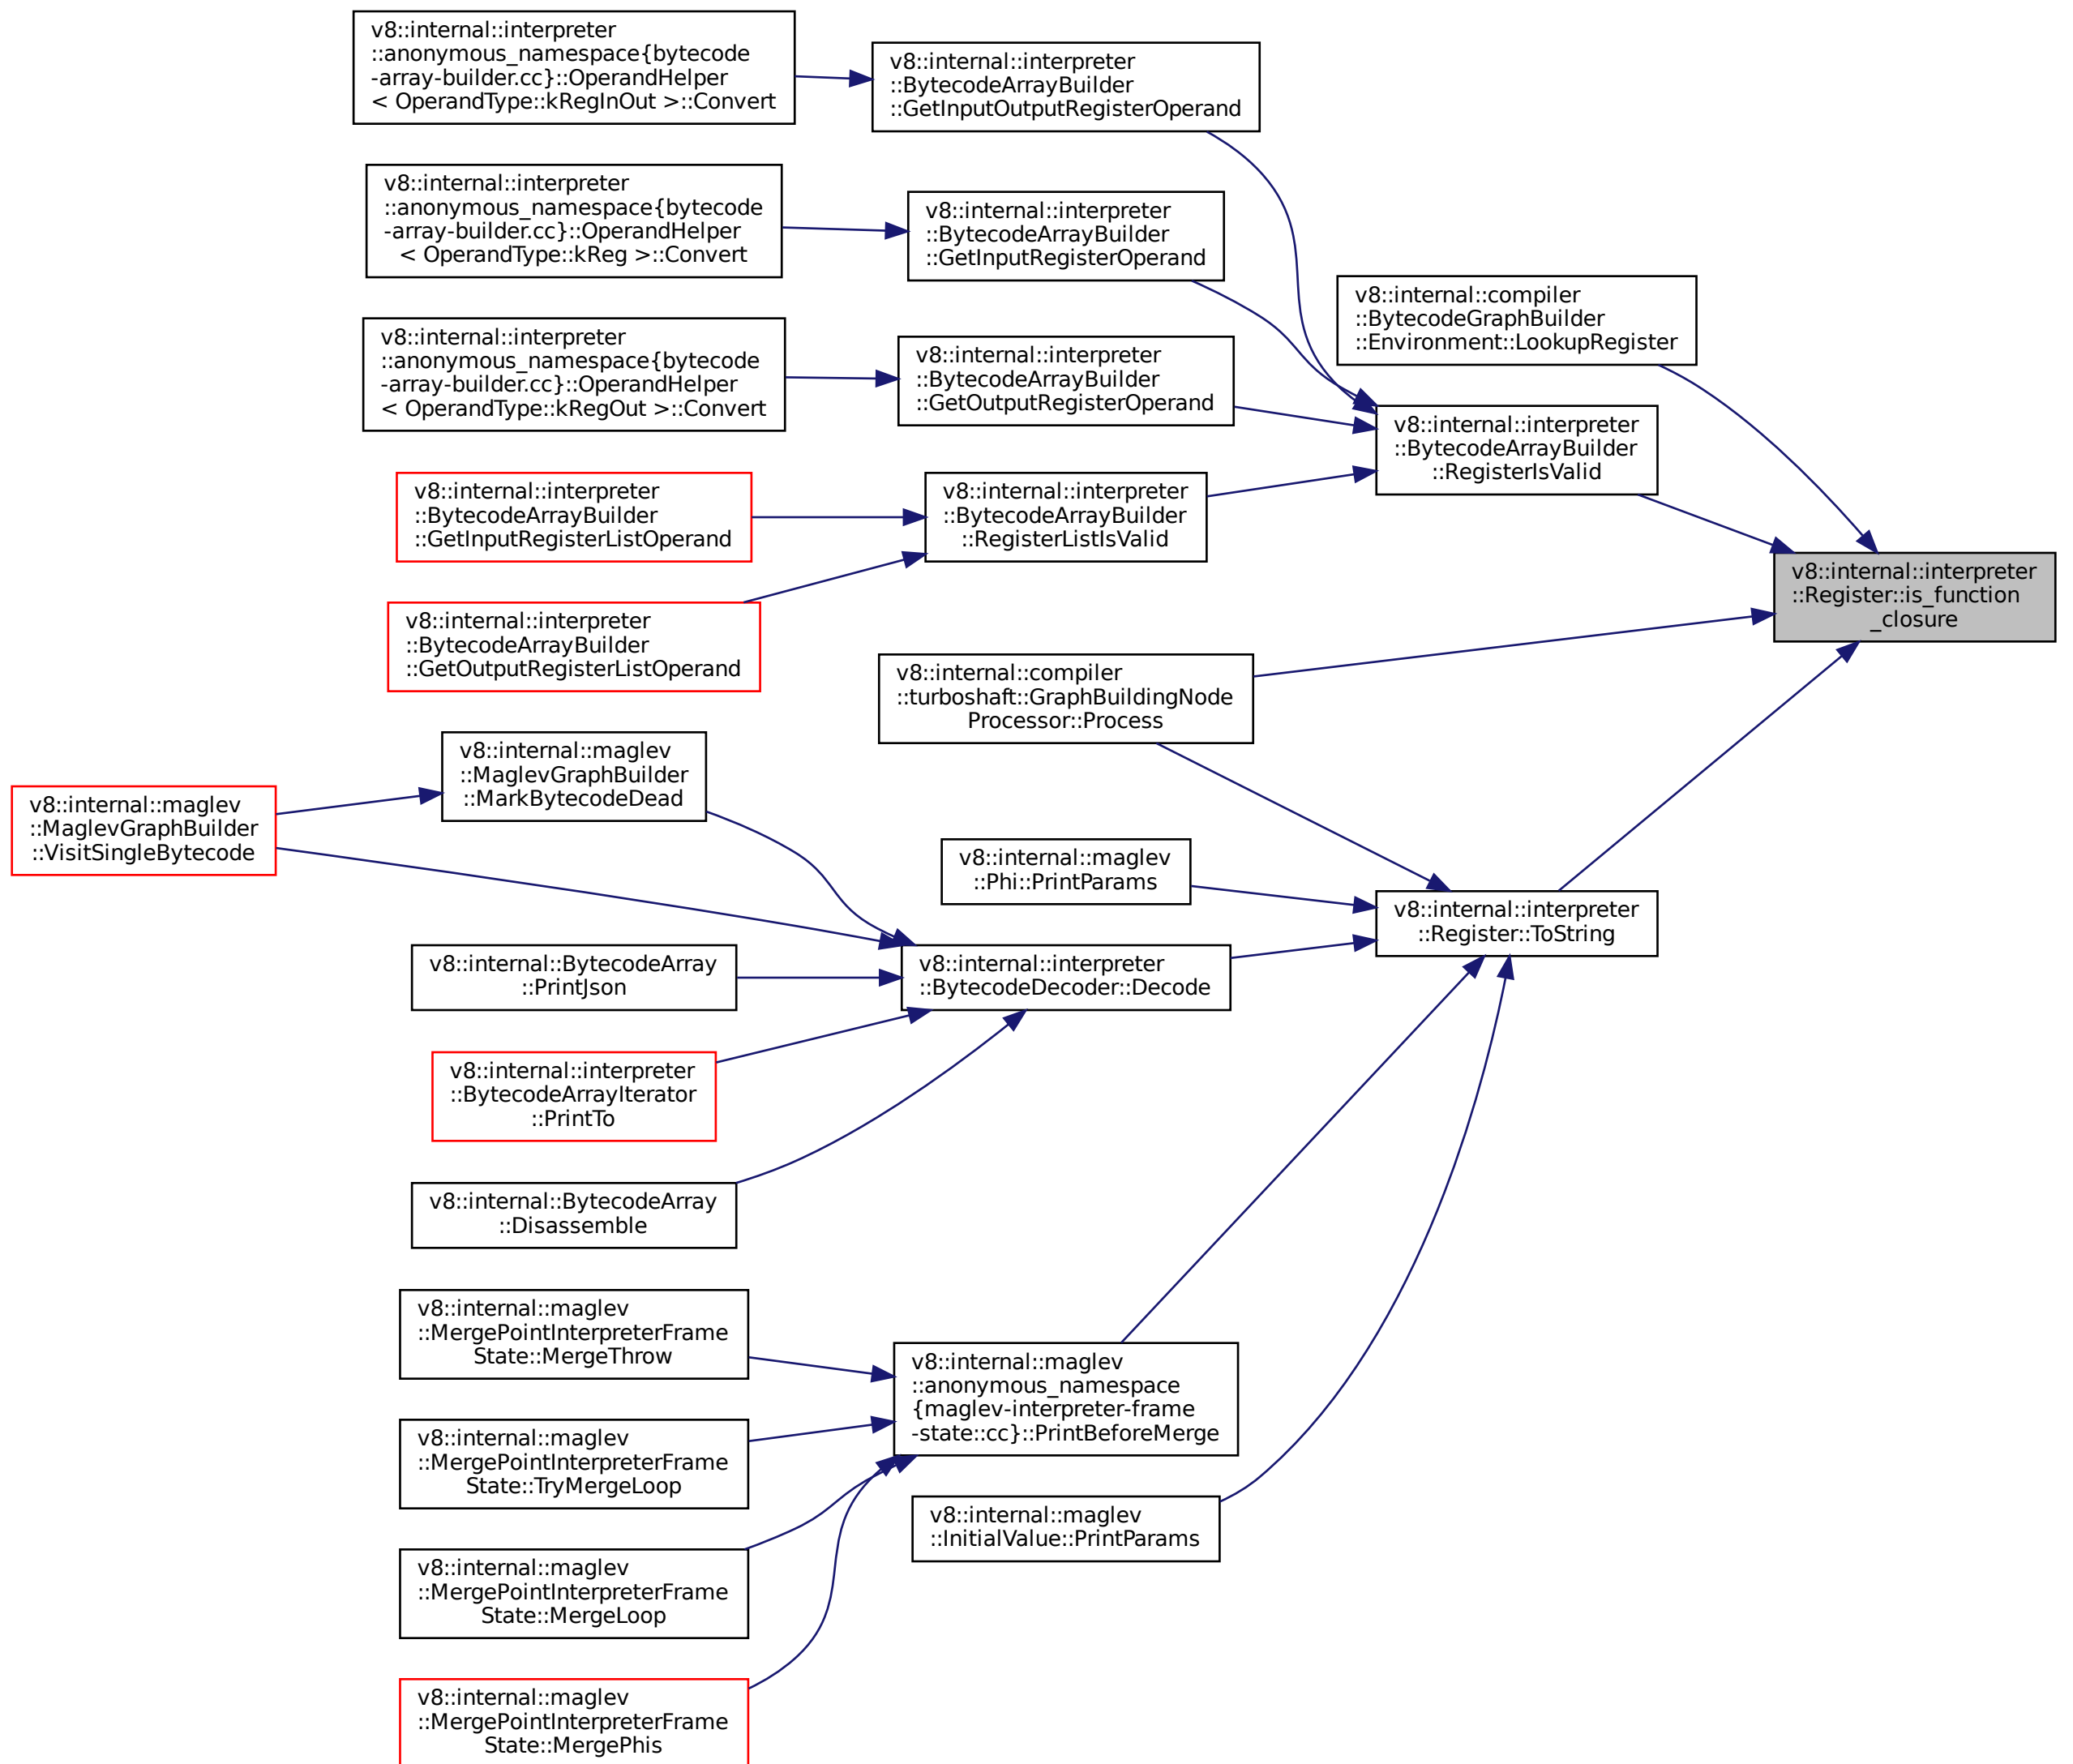 v8::internal::interpreter
::anonymous_namespace{bytecode
-array-builder.cc}::OperandHelper
< OperandType::kRegInOut >::Convert
v8::internal::interpreter
::BytecodeArrayBuilder
::GetInputOutputRegisterOperand
v8::internal::interpreter
::anonymous_namespace{bytecode
-array-builder.cc}::OperandHelper
< OperandType::kReg >::Convert
v8::internal::interpreter
::BytecodeArrayBuilder
::GetInputRegisterOperand
v8::internal::compiler
::BytecodeGraphBuilder
::Environment::LookupRegister
v8::internal::interpreter
::anonymous_namespace{bytecode
-array-builder.cc}::OperandHelper
< OperandType::kRegOut >::Convert
v8::internal::interpreter
::BytecodeArrayBuilder
::GetOutputRegisterOperand
v8::internal::interpreter
::BytecodeArrayBuilder
::RegisterIsValid
v8::internal::interpreter
::BytecodeArrayBuilder
::GetInputRegisterListOperand
v8::internal::interpreter
::BytecodeArrayBuilder
::RegisterListIsValid
v8::internal::interpreter
::Register::is_function
_closure
v8::internal::interpreter
::BytecodeArrayBuilder
::GetOutputRegisterListOperand
v8::internal::compiler
::turboshaft::GraphBuildingNode
Processor::Process
v8::internal::maglev
::MaglevGraphBuilder
::MarkBytecodeDead
v8::internal::maglev
::MaglevGraphBuilder
::VisitSingleBytecode
v8::internal::maglev
::Phi::PrintParams
v8::internal::interpreter
::Register::ToString
v8::internal::BytecodeArray
::PrintJson
v8::internal::interpreter
::BytecodeDecoder::Decode
v8::internal::interpreter
::BytecodeArrayIterator
::PrintTo
v8::internal::BytecodeArray
::Disassemble
v8::internal::maglev
::MergePointInterpreterFrame
State::MergeThrow
v8::internal::maglev
::anonymous_namespace
{maglev-interpreter-frame
-state::cc}::PrintBeforeMerge
v8::internal::maglev
::MergePointInterpreterFrame
State::TryMergeLoop
v8::internal::maglev
::InitialValue::PrintParams
v8::internal::maglev
::MergePointInterpreterFrame
State::MergeLoop
v8::internal::maglev
::MergePointInterpreterFrame
State::MergePhis